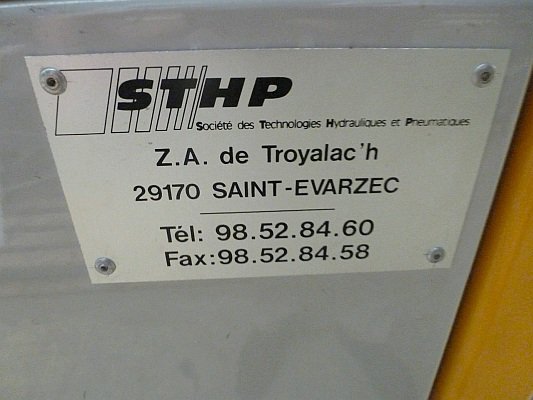 STHP
Société des Technologies Hydrauliques et Pneumatiques
Z.A. de Troyalac'h
29170 SAINT-EVARZEC
Tél: 98.52.84.60
Fax:98.52.84.58